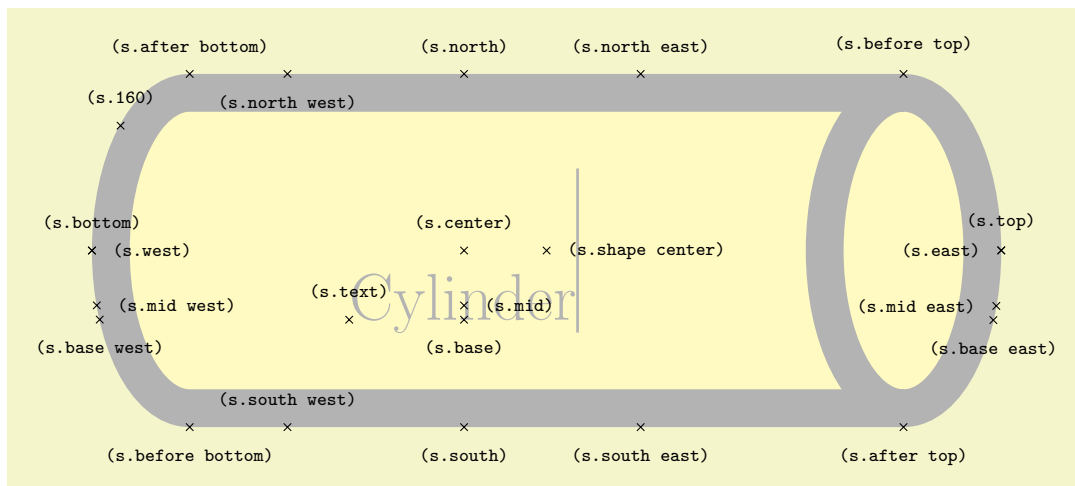 (s.after bottom)
(s.north)
(s.north east)
(s.before top)
(s.160)
(s.north west)
(s.bottom)
(s.center)
(s.top)
(s.west)
(s.shape center)
(s.east)
(s.text)
Cylinder
(s.mid west)
(s.mid)
(s.mid east)
(s.base west)
(s.base)
(s.base east)
(s.south west)
(s.before bottom)
(s.south)
(s.south east)
(s.after top)